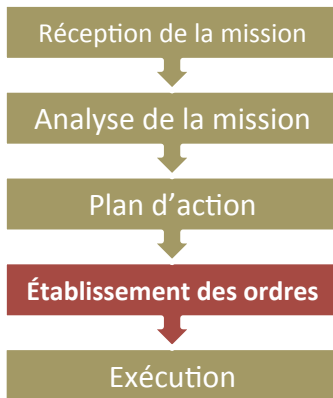 Réception de la mission
Analyse de la mission
Plan d’action
Établissement des ordres
Exécution